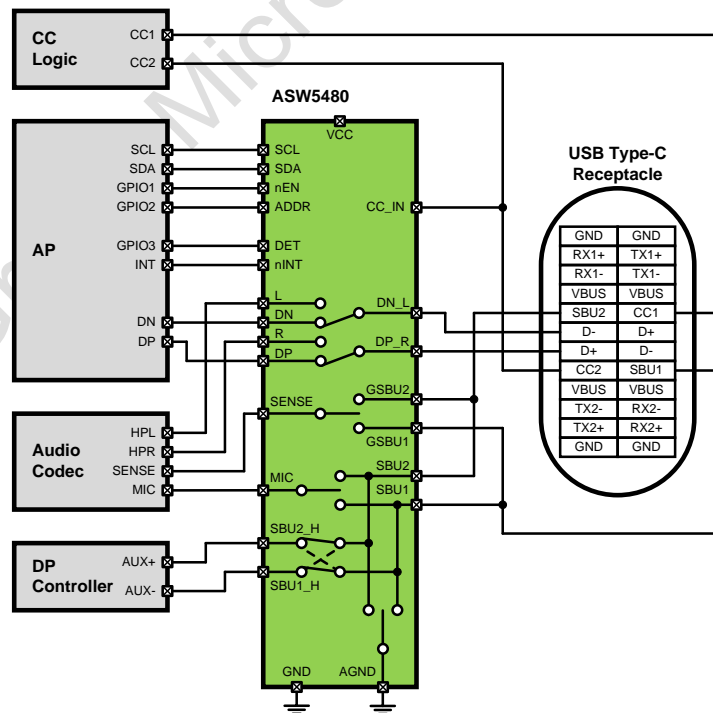 CC
Logic
CC1
CC2
Micro
ASW5480
VCC
AP
SCL
SDA
GPIO1
GPIO2
GPIO3
INT
DN
DP
SCL
SDA
nEN
ADDR
DET
nINT
L
DN
R
DP
SENSE
MIC
SBU2_H
SBU1_H
GND
AGND
CC_IN
DN_L
DP_R
GSBU2
GSBU1
SBU2
SBU1
Audio
Codec
HPL
HPR
SENSE
MIC
DP
Controller
AUX+
AUX-
USB Type-C
Receptacle
GND GND
RX1+ TX1+
RX1- TX1-
VBUS VBUS
SBU2 CC1
D- D+
D+ D-
CC2 SBU1
VBUS VBUS
TX2- RX2-
TX2+ RX2+
GND GND